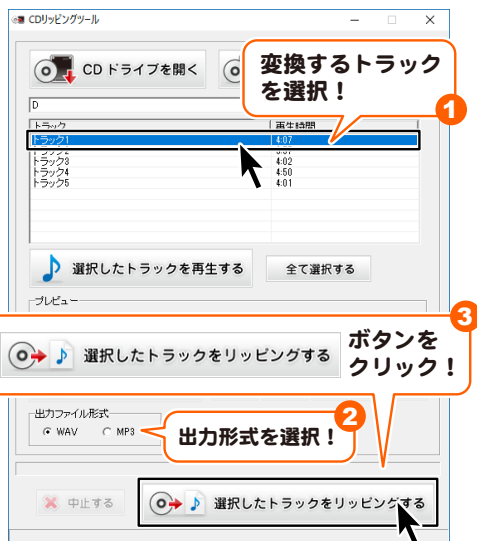 CDリッピングツール
CD ドライブを開く
変換するトラック
を選択！
1
D
トラック
再生時間
トラック1
4:07
トラック3
4:02
トラック4
4:50
トラック5
4:01
選択したトラックを再生する
全て選択する
プレビュー
3
選択したトラックをリッピングする
ボタンを
クリック！
出力ファイル形式
WAV
MP3
2
出力形式を選択！
中止する
選択したトラックをリッピングする